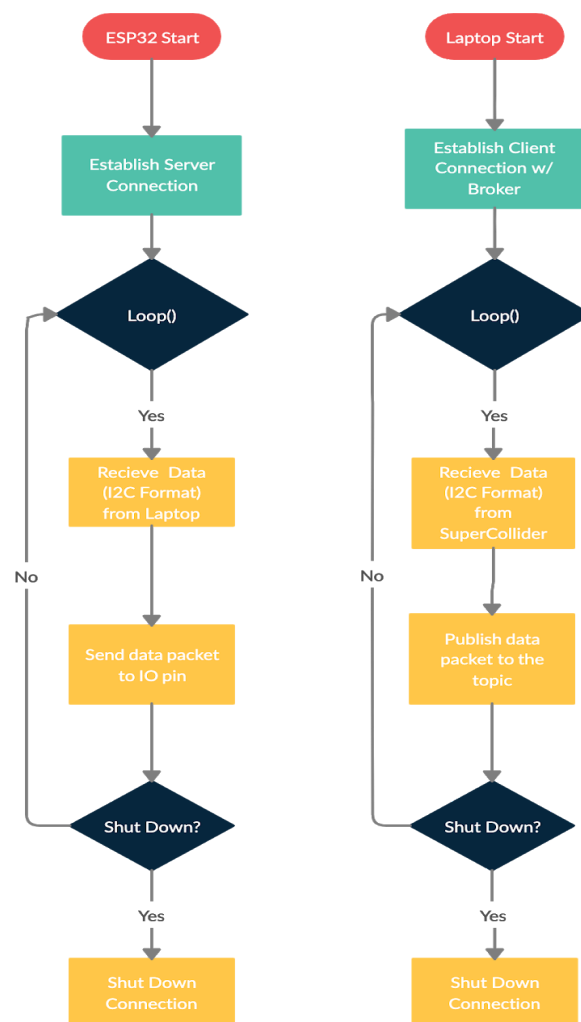 ESP32 Start
Establish Server
Connection
Loop()
Yes
Recieve Data
(I2C Format)
from Laptop
No
Send data packet
to IO pin
Shut Down?
Yes
Shut Down
Connection
Laptop Start
Establish Client
Connection w/
Broker
Loop()
Yes
Recieve Data
(I2C Format)
from
SuperCollider
No
Publish data
packet to the
topic
Shut Down?
Yes
Shut Down
Connection